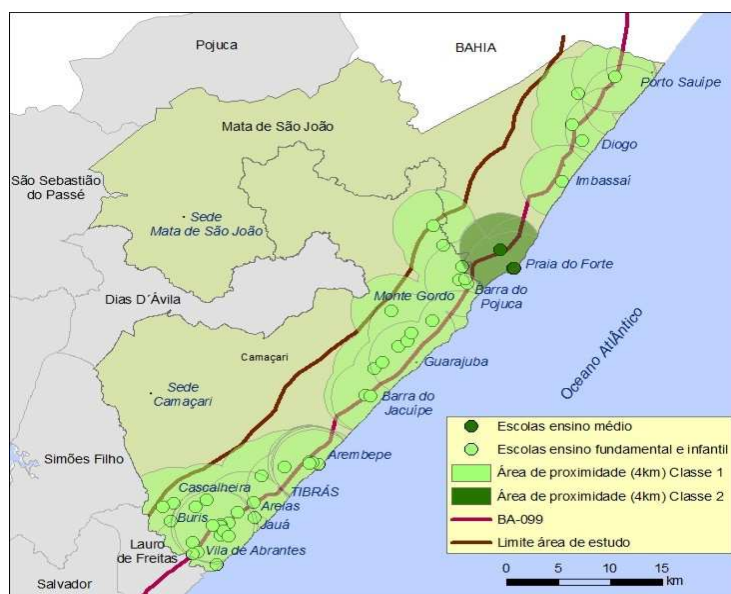 Pojuca
BAHIA
Porto Sauípe
Mata de São João
Diogo
São Sebastião
do Passé
Imbassaí
Sede
Mata de São João
Praia do Forte
Dias D´Ávila
Monte Gordo
Barra do
Pojuca
Camaçari
Oceano Atlântico
Guarajuba
Sede
Camaçari
Barra do
Jacuípe
Simões Filho
Arembepe
Cascalheira
TIBRÁS
Areias
Buris
Jauá
Lauro
de Freitas
Vila de Abrantes
Salvador
Escolas ensino médio
Escolas ensino fundamental e infantil
Área de proximidade (4km) Classe 1
Área de proximidade (4km) Classe 2
BA-099
Limite área de estudo
0 5 10 15
km